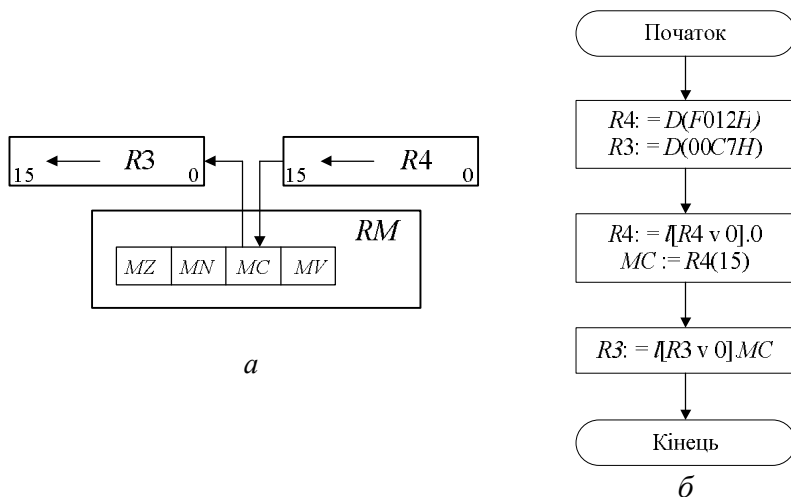 Початок
R4: = D(F012H)
R3: = D(00C7H)
15 R3 0
15 R4 0
RM
MZ MN MC MV
R4: = l[R4 v 0].0
MC := R4(15)
R3: = l[R3 v 0].MC
а
Кінець
б